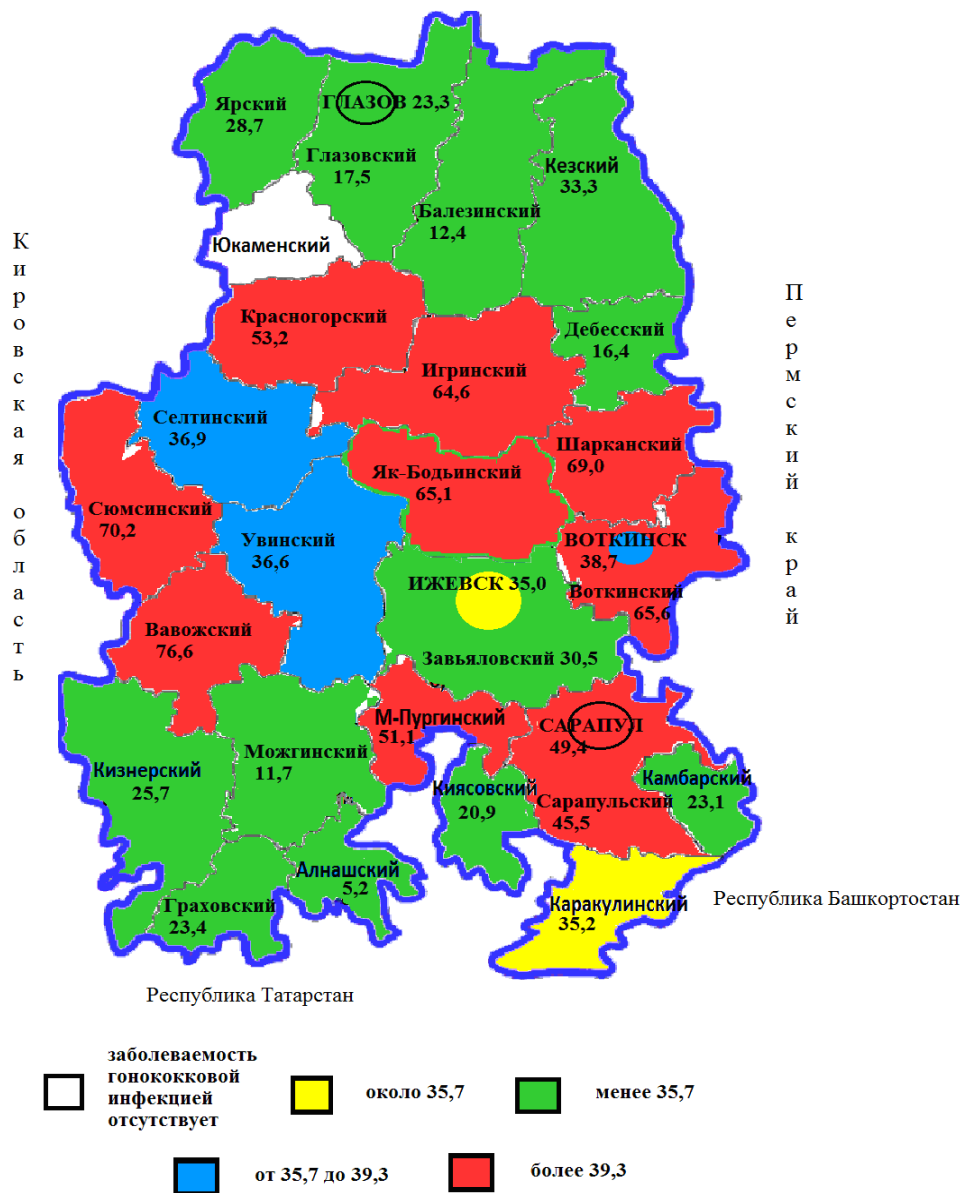 ГЛАЗОВ 23,3
Ярский
28,7
Глазовский
17,5
Кезский
33,3
Балезинский
12,4
Юкаменский
Кировская область
Пермский край
Красногорский
53,2
Дебесский
16,4
Игринский
64,6
Селтинский
36,9
Шарканский
69,0
Як-Бодьинский
65,1
Сюмсинский
70,2
Увинский
36,6
ВОТКИНСК
38,7
ИЖЕВСК 35,0
Воткинский
65,6
Вавожский
76,6
Завьяловский 30,5
М-Пургинский
51,1
САРАПУЛ
49,4
Можгинский
11,7
Кизнерский
25,7
Киясовский
20,9
Камбарский
23,1
Сарапульский
45,5
Алнашский
5,2
Граховский
23,4
Каракулинский
35,2
Республика Башкортостан
Республика Татарстан
заболеваемость
гонококковой
инфекцией
отсутствует
около 35,7
менее 35,7
от 35,7 до 39,3
более 39,3